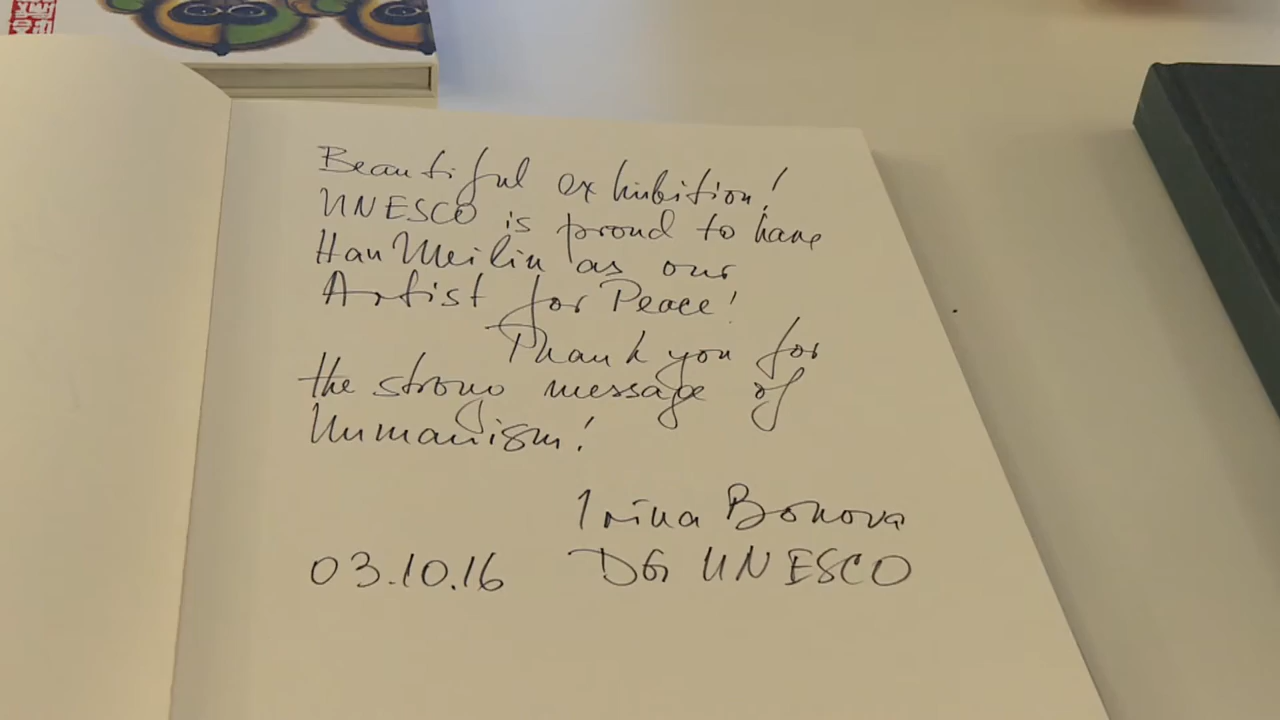 Beautiful exhibition!
UNESCO is proud to have
Han Meilin as our
Artist for Peace!
Thank you for
the strong message of
Humanism!
Irina Bokova
03.10.16 DG UNESCO